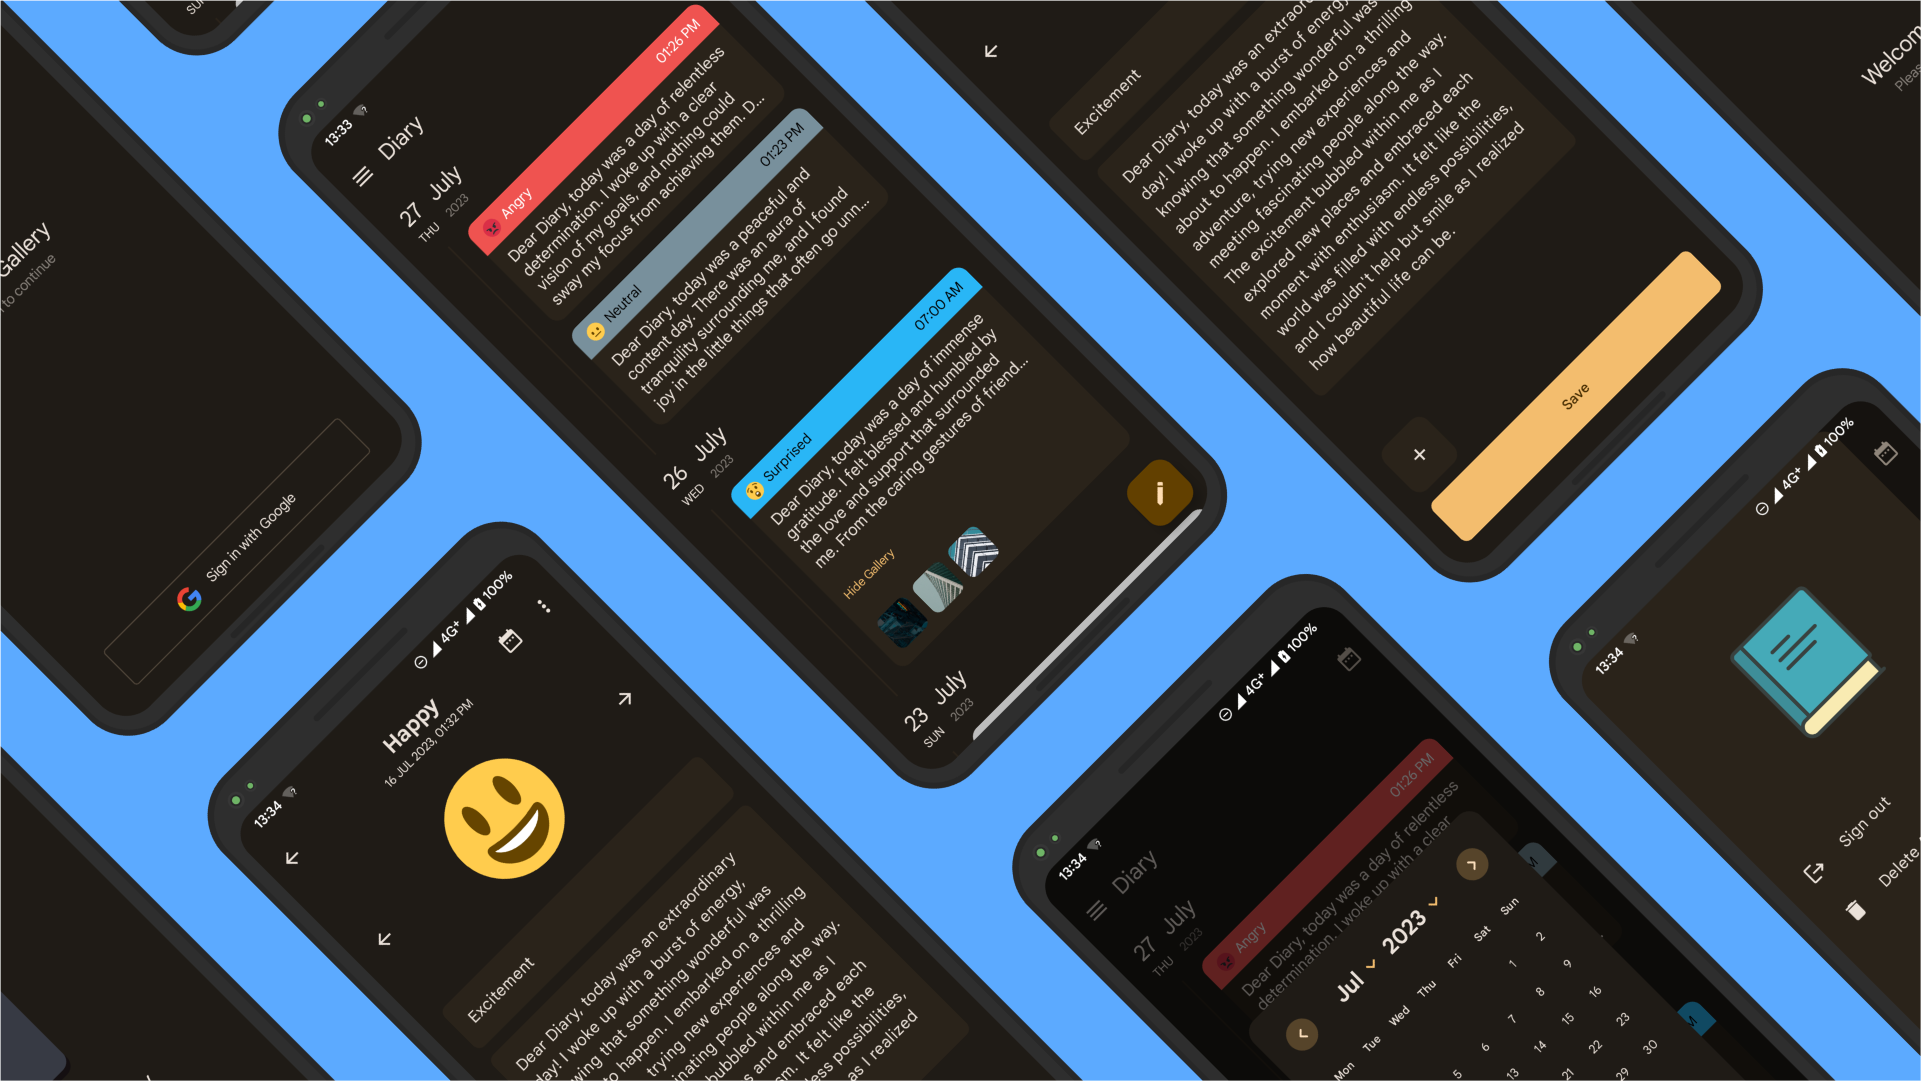 Gallery
to continue
Sign in with Google
13:33
Diary
27 July
THU 2023
Angry 01:26 PM
Dear Diary, today was a day of relentless
determination. I woke up with a clear
vision of my goals, and nothing could
sway my focus from achieving them. D...
Neutral 01:23 PM
Dear Diary, today was a peaceful and
content day. There was an aura of
tranquility surrounding me, and I found
joy in the little things that often go unn...
26 July
WED 2023
Surprised 07:00 AM
Dear Diary, today was a day of immense
gratitude. I felt blessed and humbled by
the love and support that surrounded
me. From the caring gestures of friend...
Hide Gallery
23 July
SUN 2023
Excitement
Dear Diary, today was an extraor
day! I woke up with a burst of energy
knowing that something wonderful was
about to happen. I embarked on a thrilling
adventure, trying new experiences and
meeting fascinating people along the way.
The excitement bubbled within me as I
explored new places and embraced each
moment with enthusiasm. It felt like the
world was filled with endless possibilities,
and I couldn't help but smile as I realized
how beautiful life can be.
+
Save
Welcom
Pleas
13:34 4G+ 100%
Happy
16 JUL 2023, 01:32 PM
Excitement
Dear Diary, today was an extraordinary
day! I woke up with a burst of energy,
wing that something wonderful was
o happen. I embarked on a thrilling
trying new experiences and
inating people along the way.
bubbled within me as I
s and embraced each
sm. It felt like the
less possibilities,
as I realized
13:34 4G+ 100%
Diary
27 July
THU 2023
Angry 01:26 PM
Dear Diary, today was a day of relentless
determination. I woke up with a clear
M
M
Jul 2023
Mon Tue Wed Thu Fri Sat Sun
1 2
5 6 7 8 9
13 14 15 16
21 22 23
29 30
13:34 4G+ 100%
Sign out
Delete